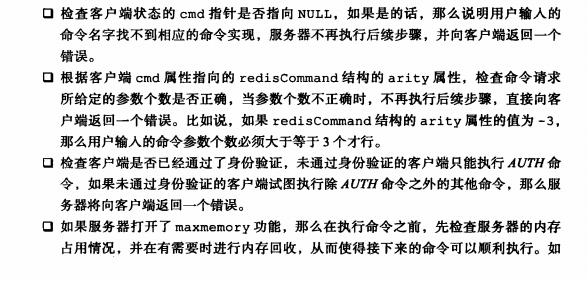 ❑ 检查客户端状态的 cmd 指针是否指向 NULL，如果是的话，那么说明用户输入的
命令名字找不到相应的命令实现，服务器不再执行后续步骤，并向客户端返回一个
错误。
❑ 根据客户端 cmd 属性指向的 redisCommand 结构的 arity 属性，检查命令请求
所给定的参数个数是否正确，当参数个数不正确时，不再执行后续步骤，直接向客
户端返回一个错误。比如说，如果 redisCommand 结构的 arity 属性的值为 -3，
那么用户输入的命令参数个数必须大于等于 3 个才行。
❑ 检查客户端是否已经通过了身份验证，未通过身份验证的客户端只能执行 AUTH 命
令，如果未通过身份验证的客户端试图执行除 AUTH 命令之外的其他命令，那么服
务器将向客户端返回一个错误。
❑ 如果服务器打开了 maxmemory 功能，那么在执行命令之前，先检查服务器的内存
占用情况，并在有需要时进行内存回收，从而使得接下来的命令可以顺利执行。如